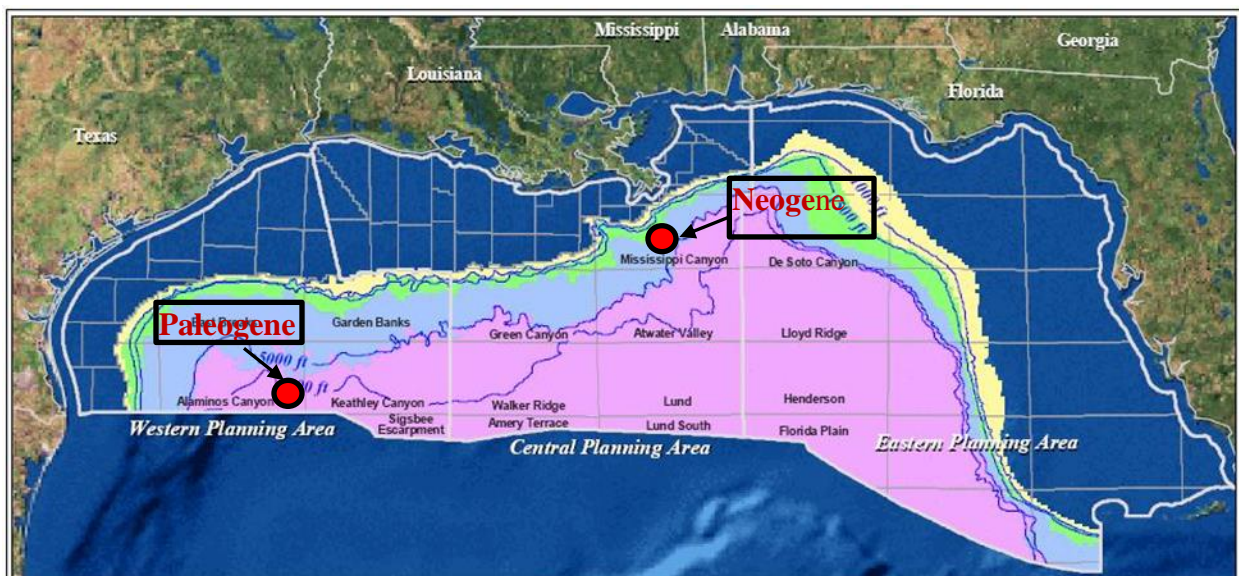 Mississippi
Alabama
Georgia
Louisiana
Florida
Texas
Neogene
Mississippi Canyon
De Soto Canyon
Paleogene
Garden Banks
Green Canyon
Atwater Valley
Lloyd Ridge
5000 ft
Alaminos Canyon
Keathley Canyon
Walker Ridge
Lund
Henderson
Sigsbee
Escarpment
Amery Terrace
Lund South
Florida Plain
Western Planning Area
Central Planning Area
Eastern Planning Area